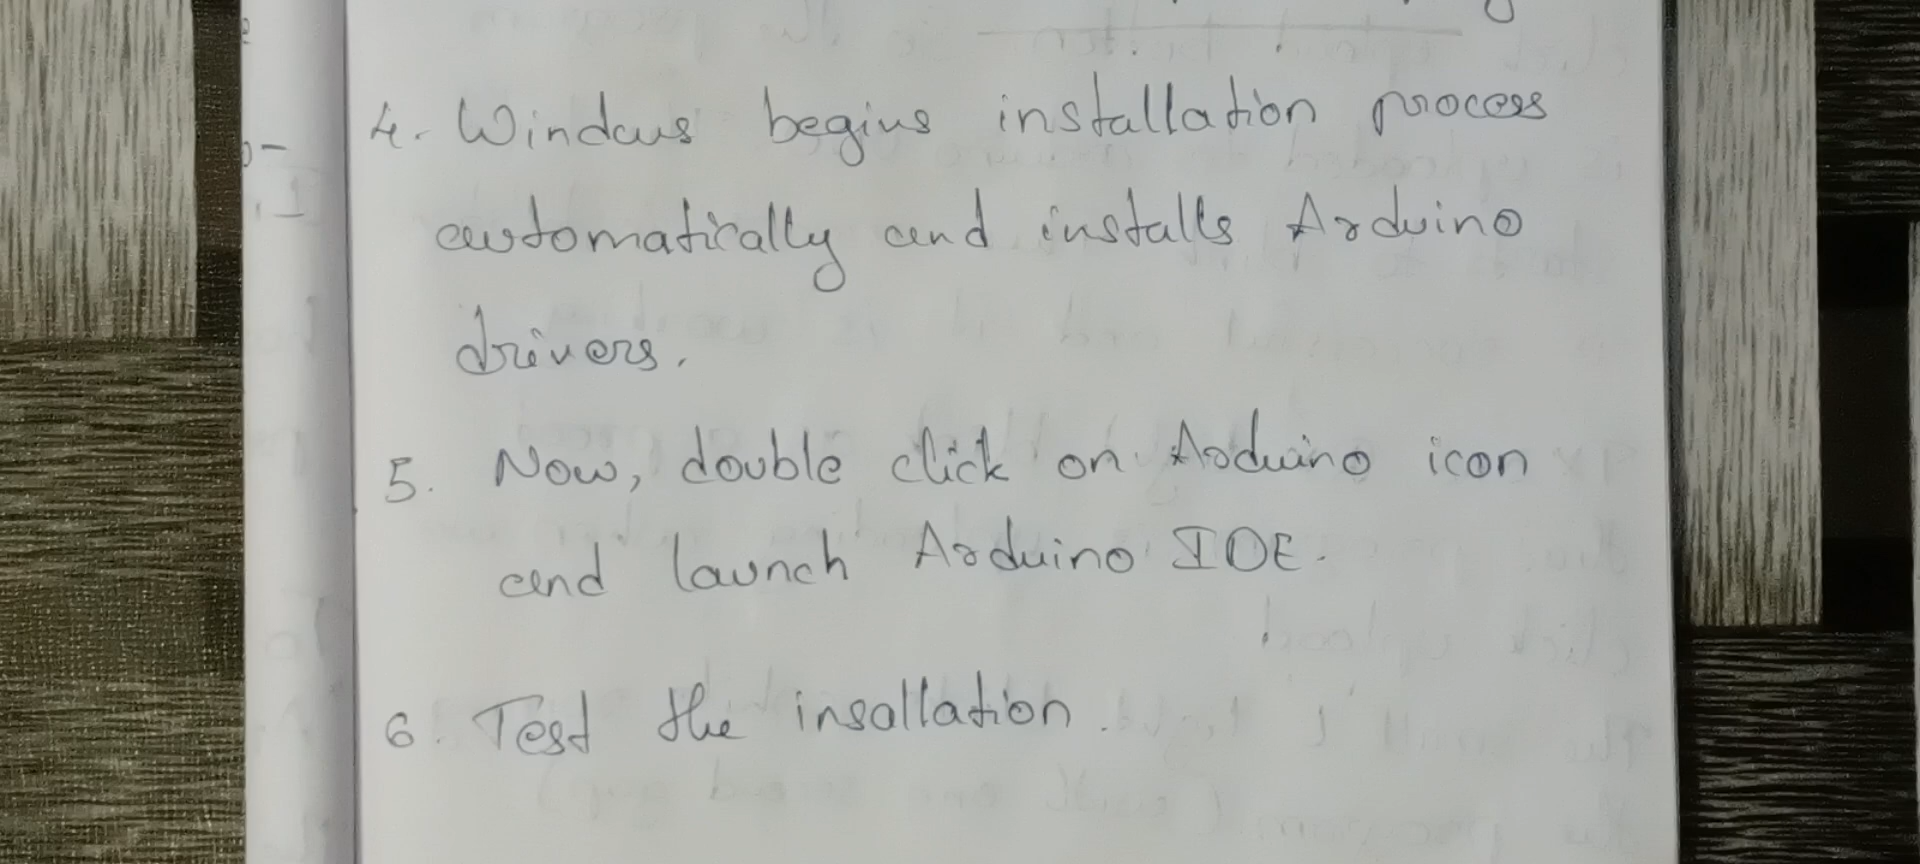 4. Windows begins installation process
automatically and installs Arduino
drivers.
5. Now, double click on Arduino icon
and launch Arduino IDE.
6. Test the insallation.